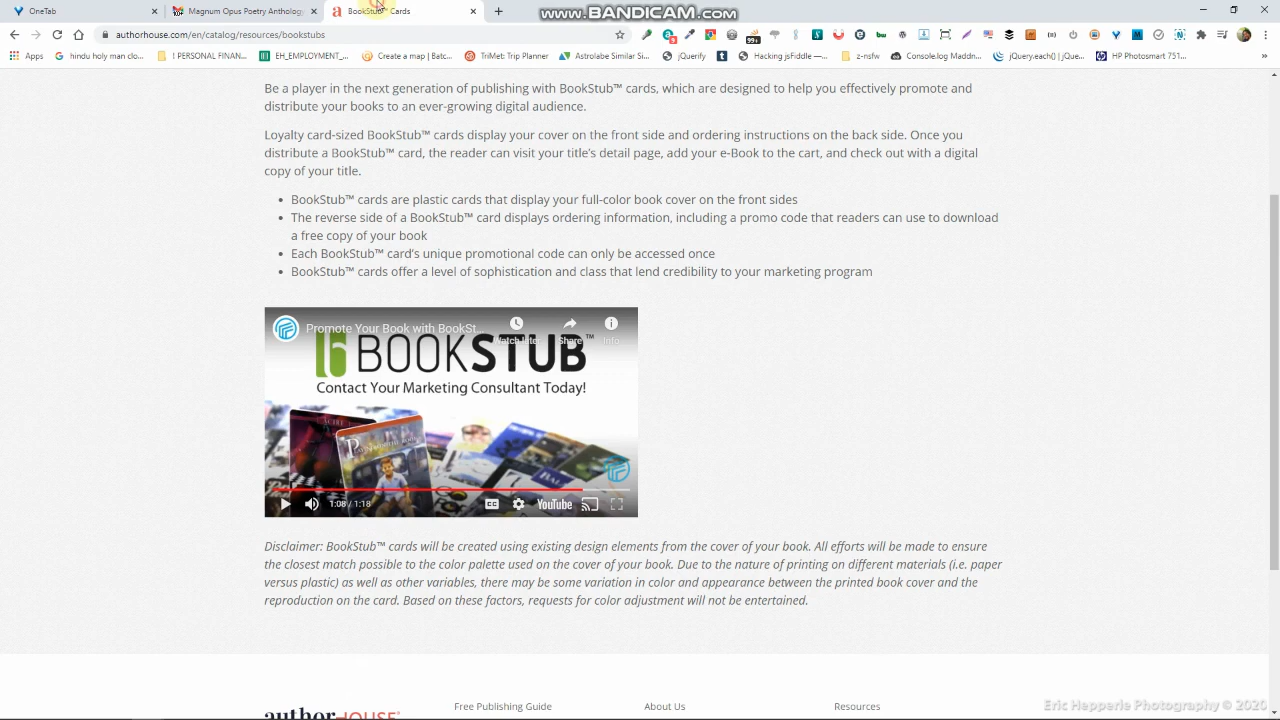 www.BANDICAM.com
OneTab
Magnum Opus Poetry Antholog
BookStub™ Cards
authorhouse.com/en/catalog/resources/bookstubs
Apps
hindu holy man clo...
! PERSONAL FINAN...
EH_EMPLOYMENT_...
Create a map | Batc...
TriMet: Trip Planner
Astrolabe Similar Si...
jQuerify
Hacking jsFiddle —...
z-nsfw
Console.log Maddn...
jQuery.each() | jQue...
HP Photosmart 751...
99+
Be a player in the next generation of publishing with BookStub™ cards, which are designed to help you effectively promote and
distribute your books to an ever-growing digital audience.
Loyalty card-sized BookStub™ cards display your cover on the front side and ordering instructions on the back side. Once you
distribute a BookStub™ card, the reader can visit your title's detail page, add your e-Book to the cart, and check out with a digital
copy of your title.
• BookStub™ cards are plastic cards that display your full-color book cover on the front sides
• The reverse side of a BookStub™ card displays ordering information, including a promo code that readers can use to download
a free copy of your book
• Each BookStub™ card's unique promotional code can only be accessed once
• BookStub™ cards offer a level of sophistication and class that lend credibility to your marketing program
Promote Your Book with BookSt...
Watch later
Share
Info
BOOKSTUB™
Contact Your Marketing Consultant Today!
1:08 / 1:18
CC
YouTube
Disclaimer: BookStub™ cards will be created using existing design elements from the cover of your book. All efforts will be made to ensure
the closest match possible to the color palette used on the cover of your book. Due to the nature of printing on different materials (i.e. paper
versus plastic) as well as other variables, there may be some variation in color and appearance between the printed book cover and the
reproduction on the card. Based on these factors, requests for color adjustment will not be entertained.
authorHOUSE
Free Publishing Guide
About Us
Resources
Eric Hepperle Photography © 2020